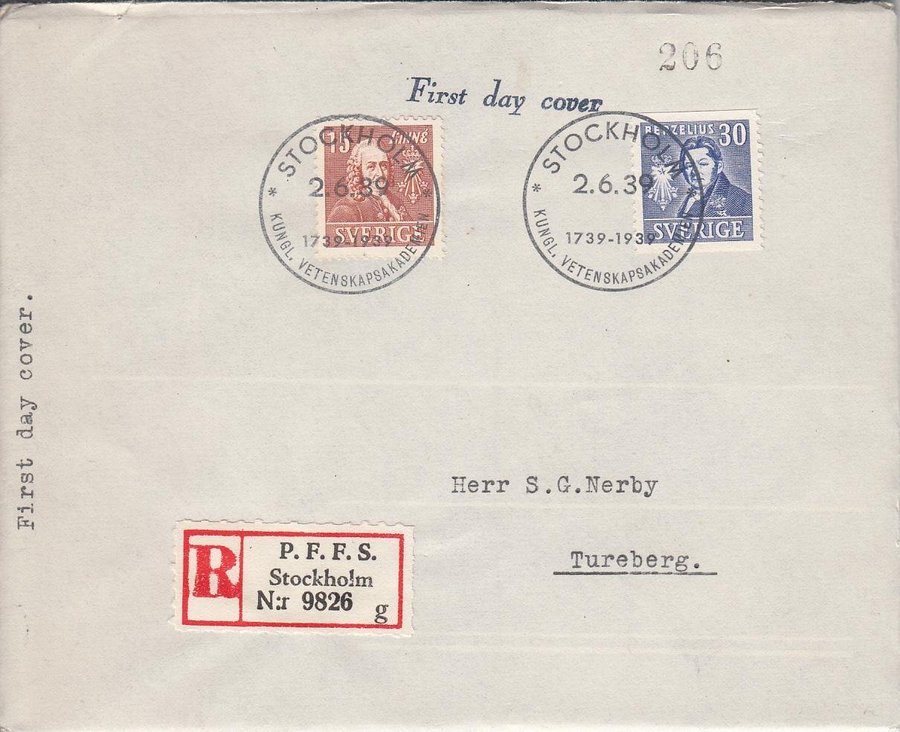 206
First day cover
STOCKHOLM
2.6.39
1739-1939
KUNGL. VETENSKAPSAKADEMIEN
15 LINNÉ
SVERIGE
STOCKHOLM
2.6.39
1739-1939
KUNGL. VETENSKAPSAKADEMIEN
BERZELIUS 30
SVERIGE
First day cover.
Herr S.G.Nerby
Tureberg.
R
P. F. F. S.
Stockholm
N:r 9826 g